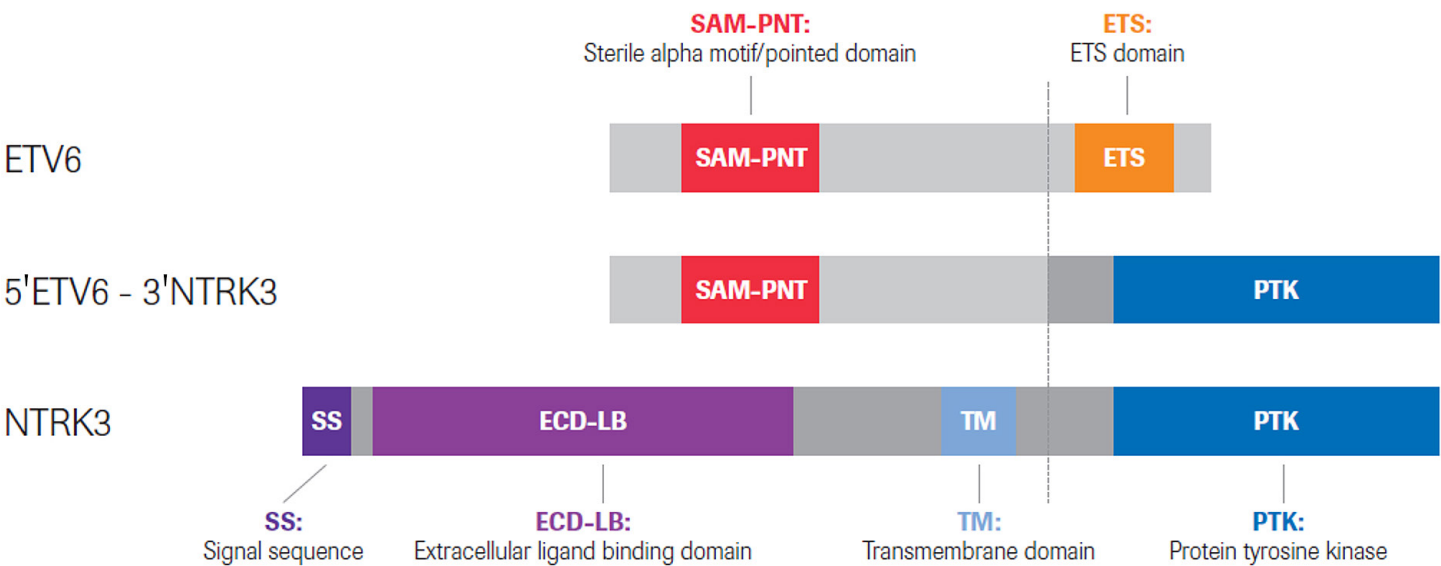 SAM-PNT:
Sterile alpha motif/pointed domain
ETS:
ETS domain
ETV6
SAM-PNT
ETS
5'ETV6 - 3'NTRK3
SAM-PNT
PTK
NTRK3
SS
ECD-LB
TM
PTK
SS:
Signal sequence
ECD-LB:
Extracellular ligand binding domain
TM:
Transmembrane domain
PTK:
Protein tyrosine kinase